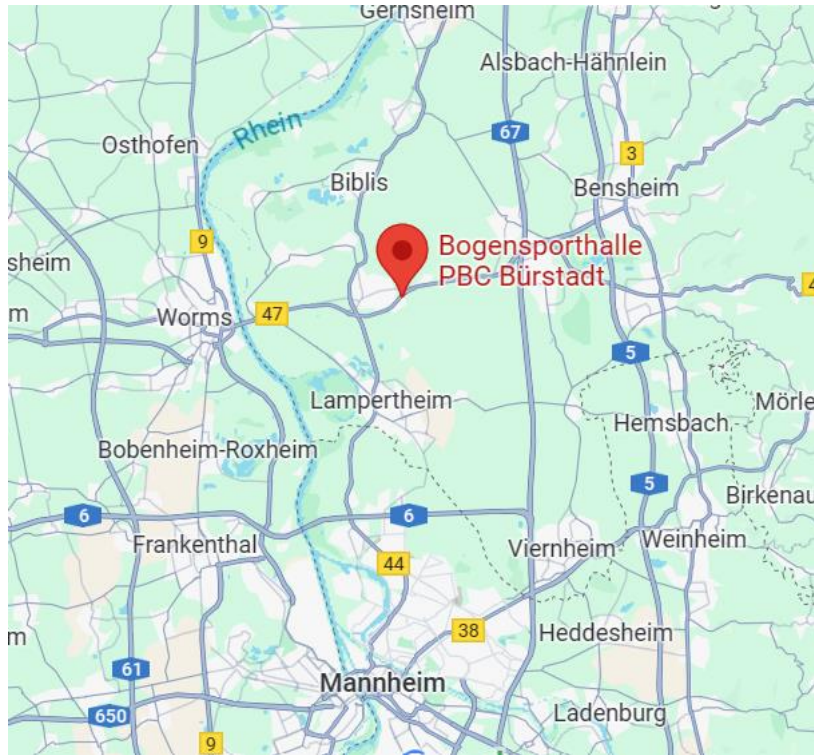 Gernsheim
Alsbach-Hähnlein
Rhein
67
Osthofen
3
Biblis
Bensheim
9
Bogensporthalle
PBC Bürstadt
sheim
4
m
Worms
47
5
Lampertheim
Mörle
Hemsbach
Bobenheim-Roxheim
5
Birkenau
6
6
Frankenthal
Viernheim
Weinheim
44
38
Heddesheim
m
61
Mannheim
650
Ladenburg
9